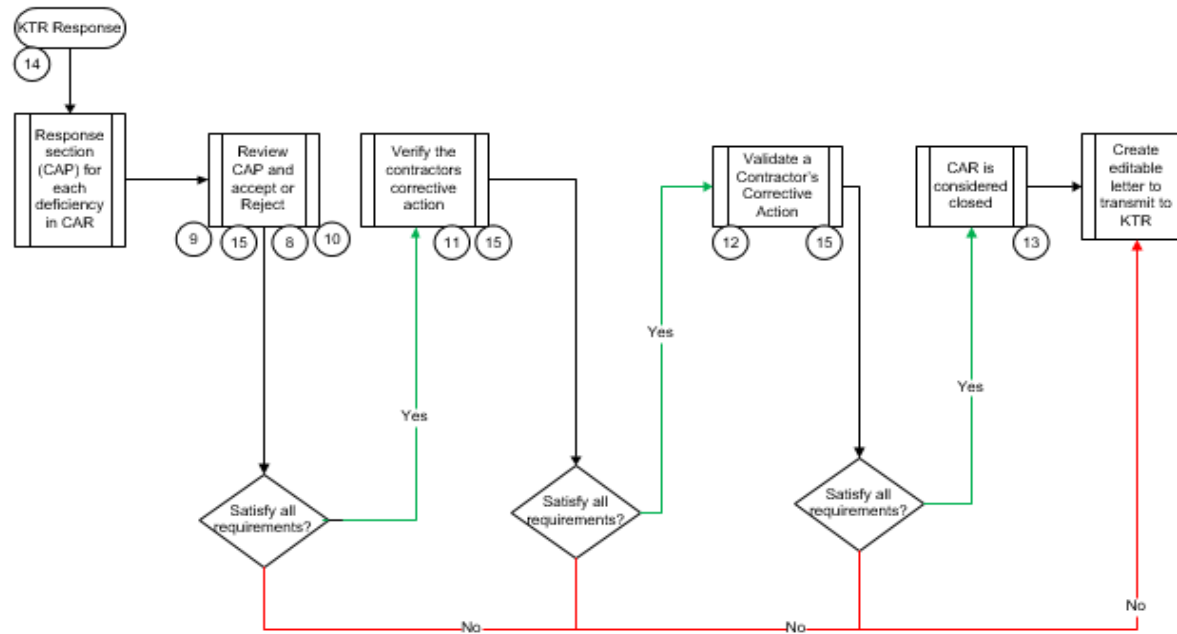 KTR Response
14
Response
section
(CAP) for
each
deficiency
in CAR
Review
CAP and
accept or
Reject
9
15
8
10
Verify the
contractors
corrective
action
11
15
Validate a
Contractor's
Corrective
Action
12
15
CAR is
considered
closed
13
Create
editable
letter to
transmit to
KTR
Yes
Yes
Yes
Satisfy all
requirements?
Satisfy all
requirements?
Satisfy all
requirements?
No
No
No